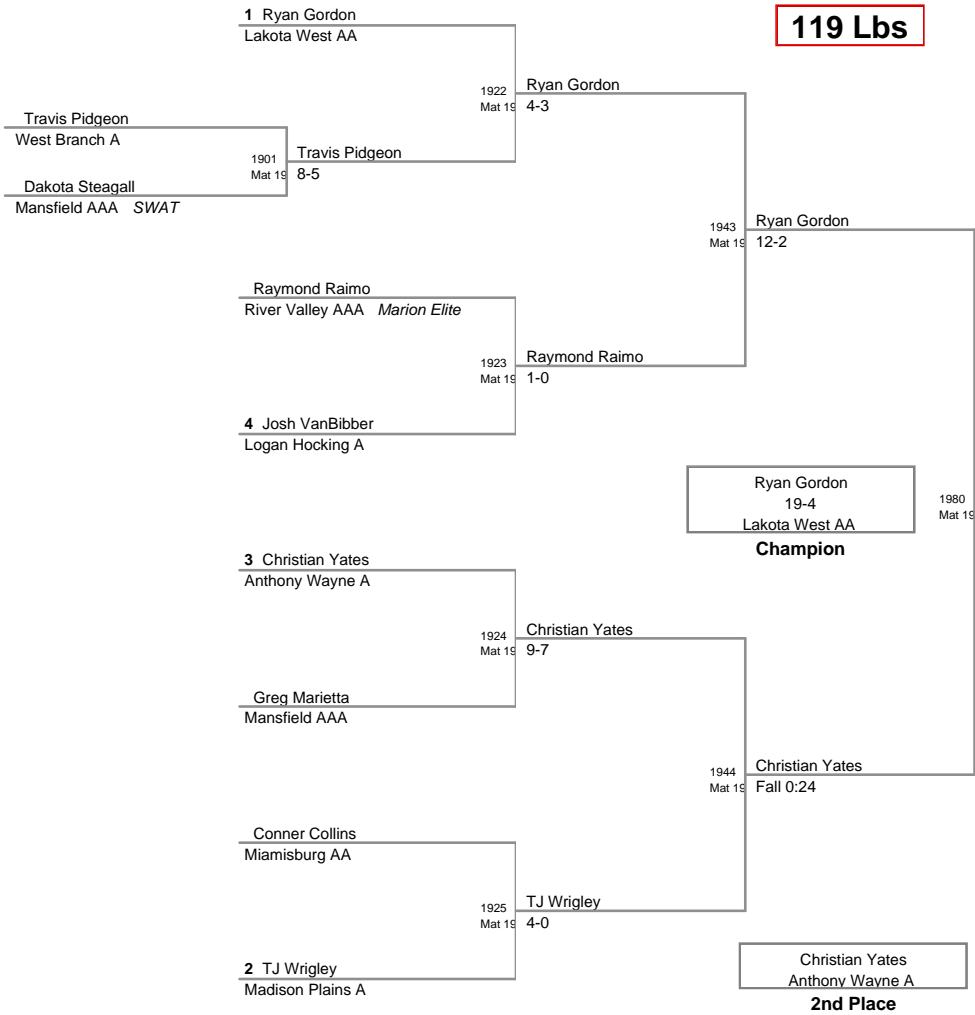 119 Lbs
1 Ryan Gordon
Lakota West AA
1922
Mat 19
Ryan Gordon
4-3
Travis Pidgeon
West Branch A
1901
Mat 19
Travis Pidgeon
8-5
Dakota Steagall
Mansfield AAA SWAT
1943
Mat 19
Ryan Gordon
12-2
Raymond Raimo
River Valley AAA Marion Elite
1923
Mat 19
Raymond Raimo
1-0
4 Josh VanBibber
Logan Hocking A
Ryan Gordon
19-4
Lakota West AA
Champion
1980
Mat 19
3 Christian Yates
Anthony Wayne A
1924
Mat 19
Christian Yates
9-7
Greg Marietta
Mansfield AAA
1944
Mat 19
Christian Yates
Fall 0:24
Conner Collins
Miamisburg AA
1925
Mat 19
TJ Wrigley
4-0
2 TJ Wrigley
Madison Plains A
Christian Yates
Anthony Wayne A
2nd Place